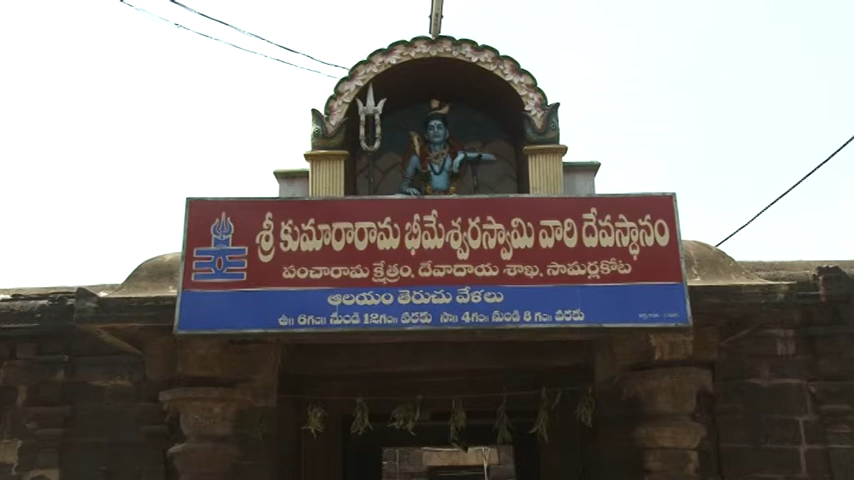 శ్రీ కుమారారామ భీమేశ్వరస్వామి వారి దేవస్థానం
పంచారామ క్షేత్రం, దేవాదాయ శాఖ, సామర్లకోట
ఆలయం తెరుచు వేళలు
ఉ॥ 6గం॥ నుండి 12గం॥ వరకు సా॥ 4గం॥ నుండి 8 గం॥ వరకు